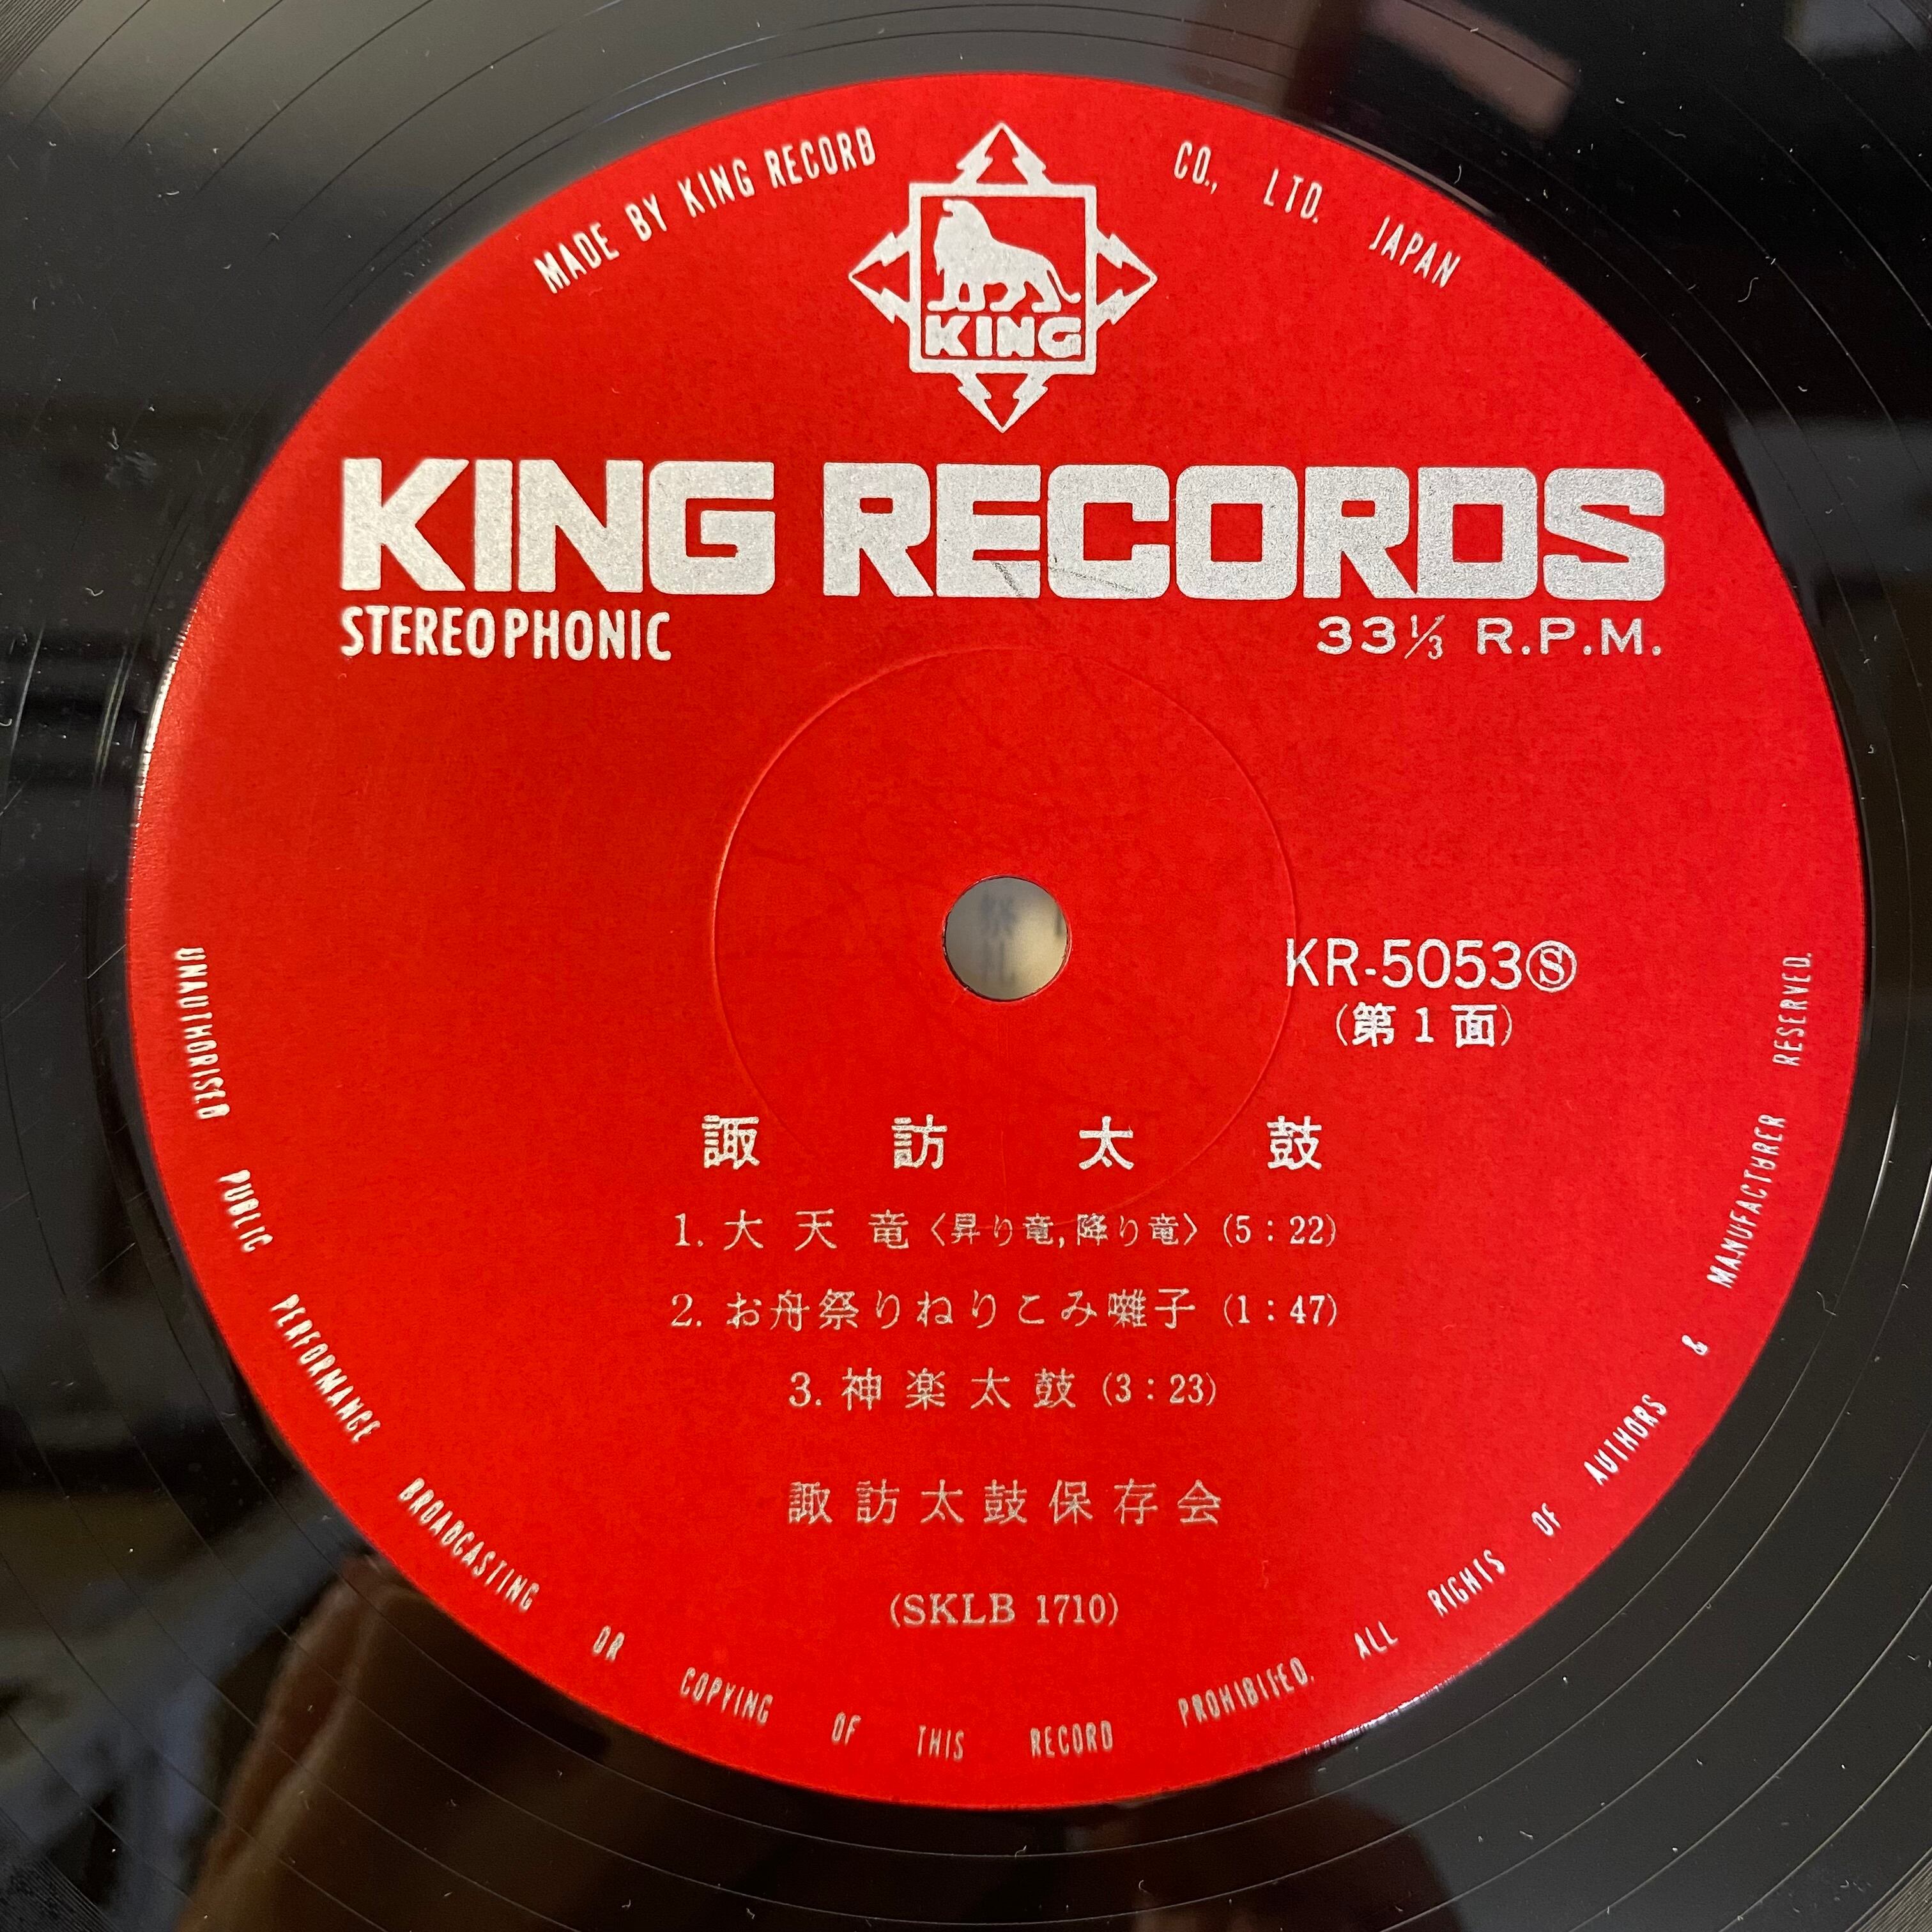 MADE BY KING RECORD CO., LTD. JAPAN
KING
KING RECORDS
STEREOPHONIC
33⅓ R.P.M.
KR-5053Ⓢ
(第1面)
諏訪太鼓
1. 大天竜〈昇り竜,降り竜〉(5:22)
2. お舟祭りねりこみ囃子 (1:47)
3. 神楽太鼓 (3:23)
諏訪太鼓保存会
(SKLB 1710)
UNAUTHORISED PUBLIC PERFORMANCE BROADCASTING OR COPYING OF THIS RECORD PROHIBITED. ALL RIGHTS OF AUTHORS & MANUFACTURER RESERVED.